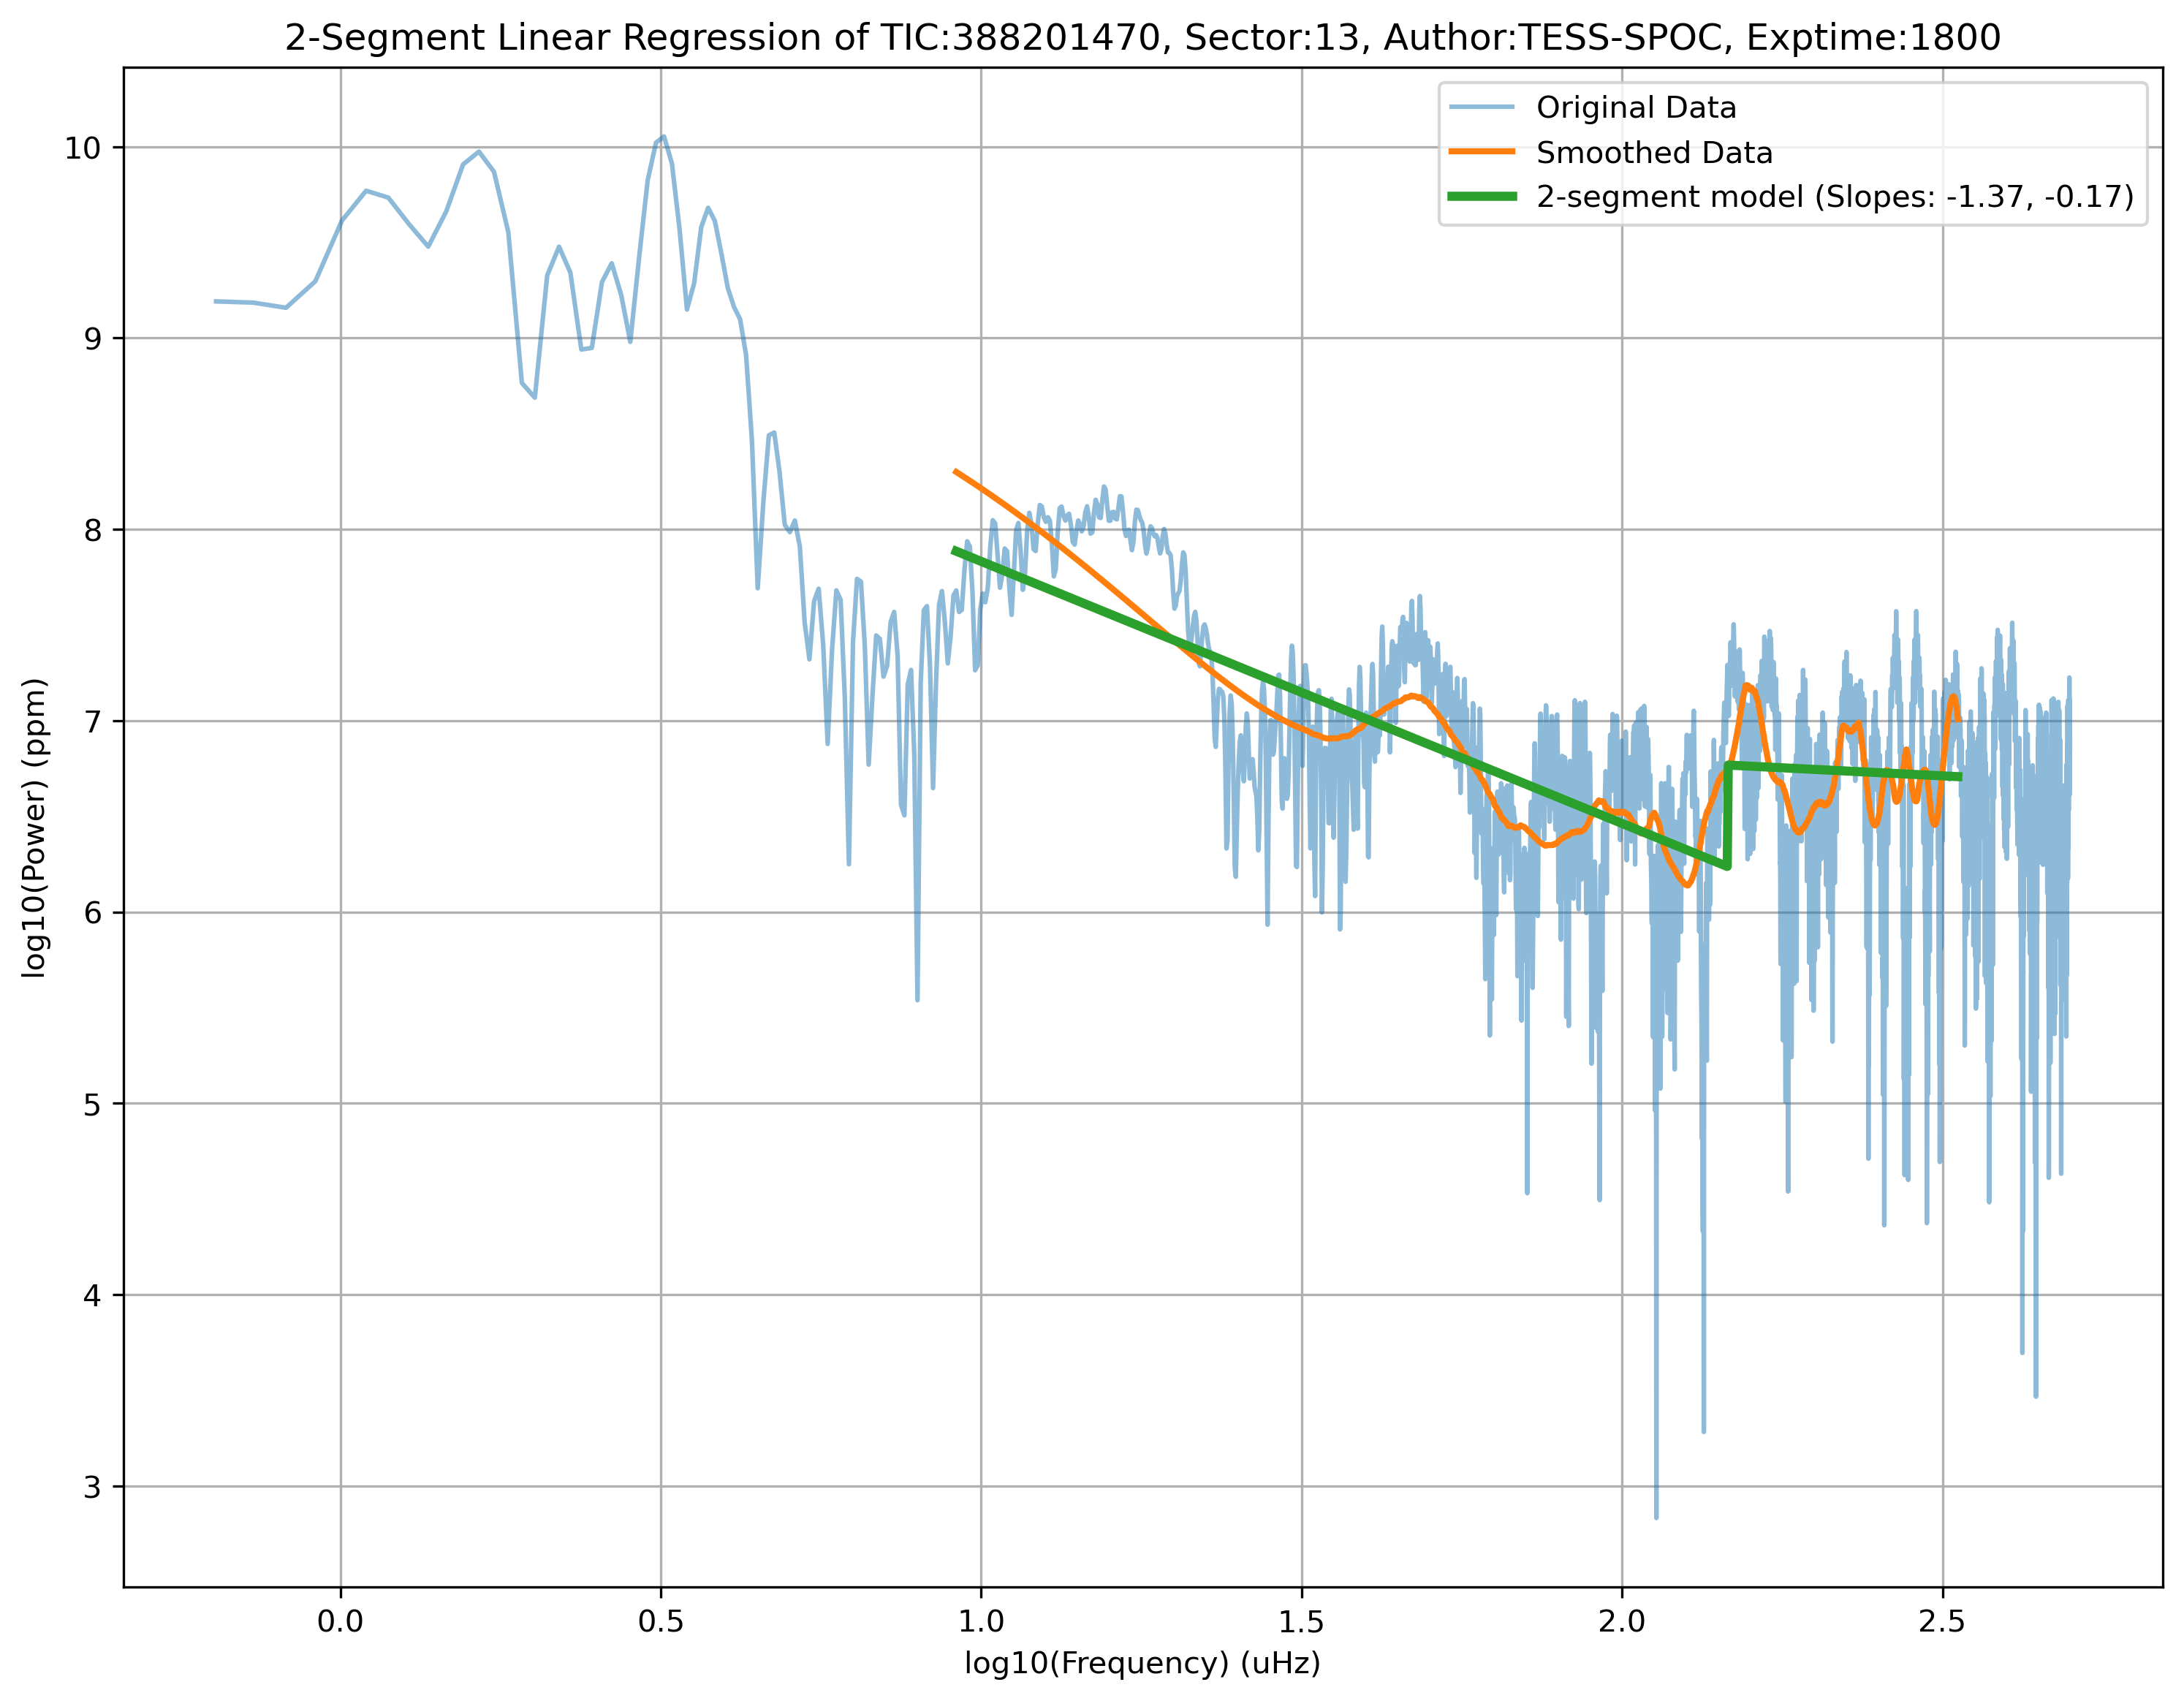 2-Segment Linear Regression of TIC:388201470, Sector:13, Author:TESS-SPOC, Exptime:1800
Original Data
Smoothed Data
2-segment model (Slopes: -1.37, -0.17)
log10(Power) (ppm)
10
9
8
7
6
5
4
3
0.0 0.5 1.0 1.5 2.0 2.5
log10(Frequency) (uHz)